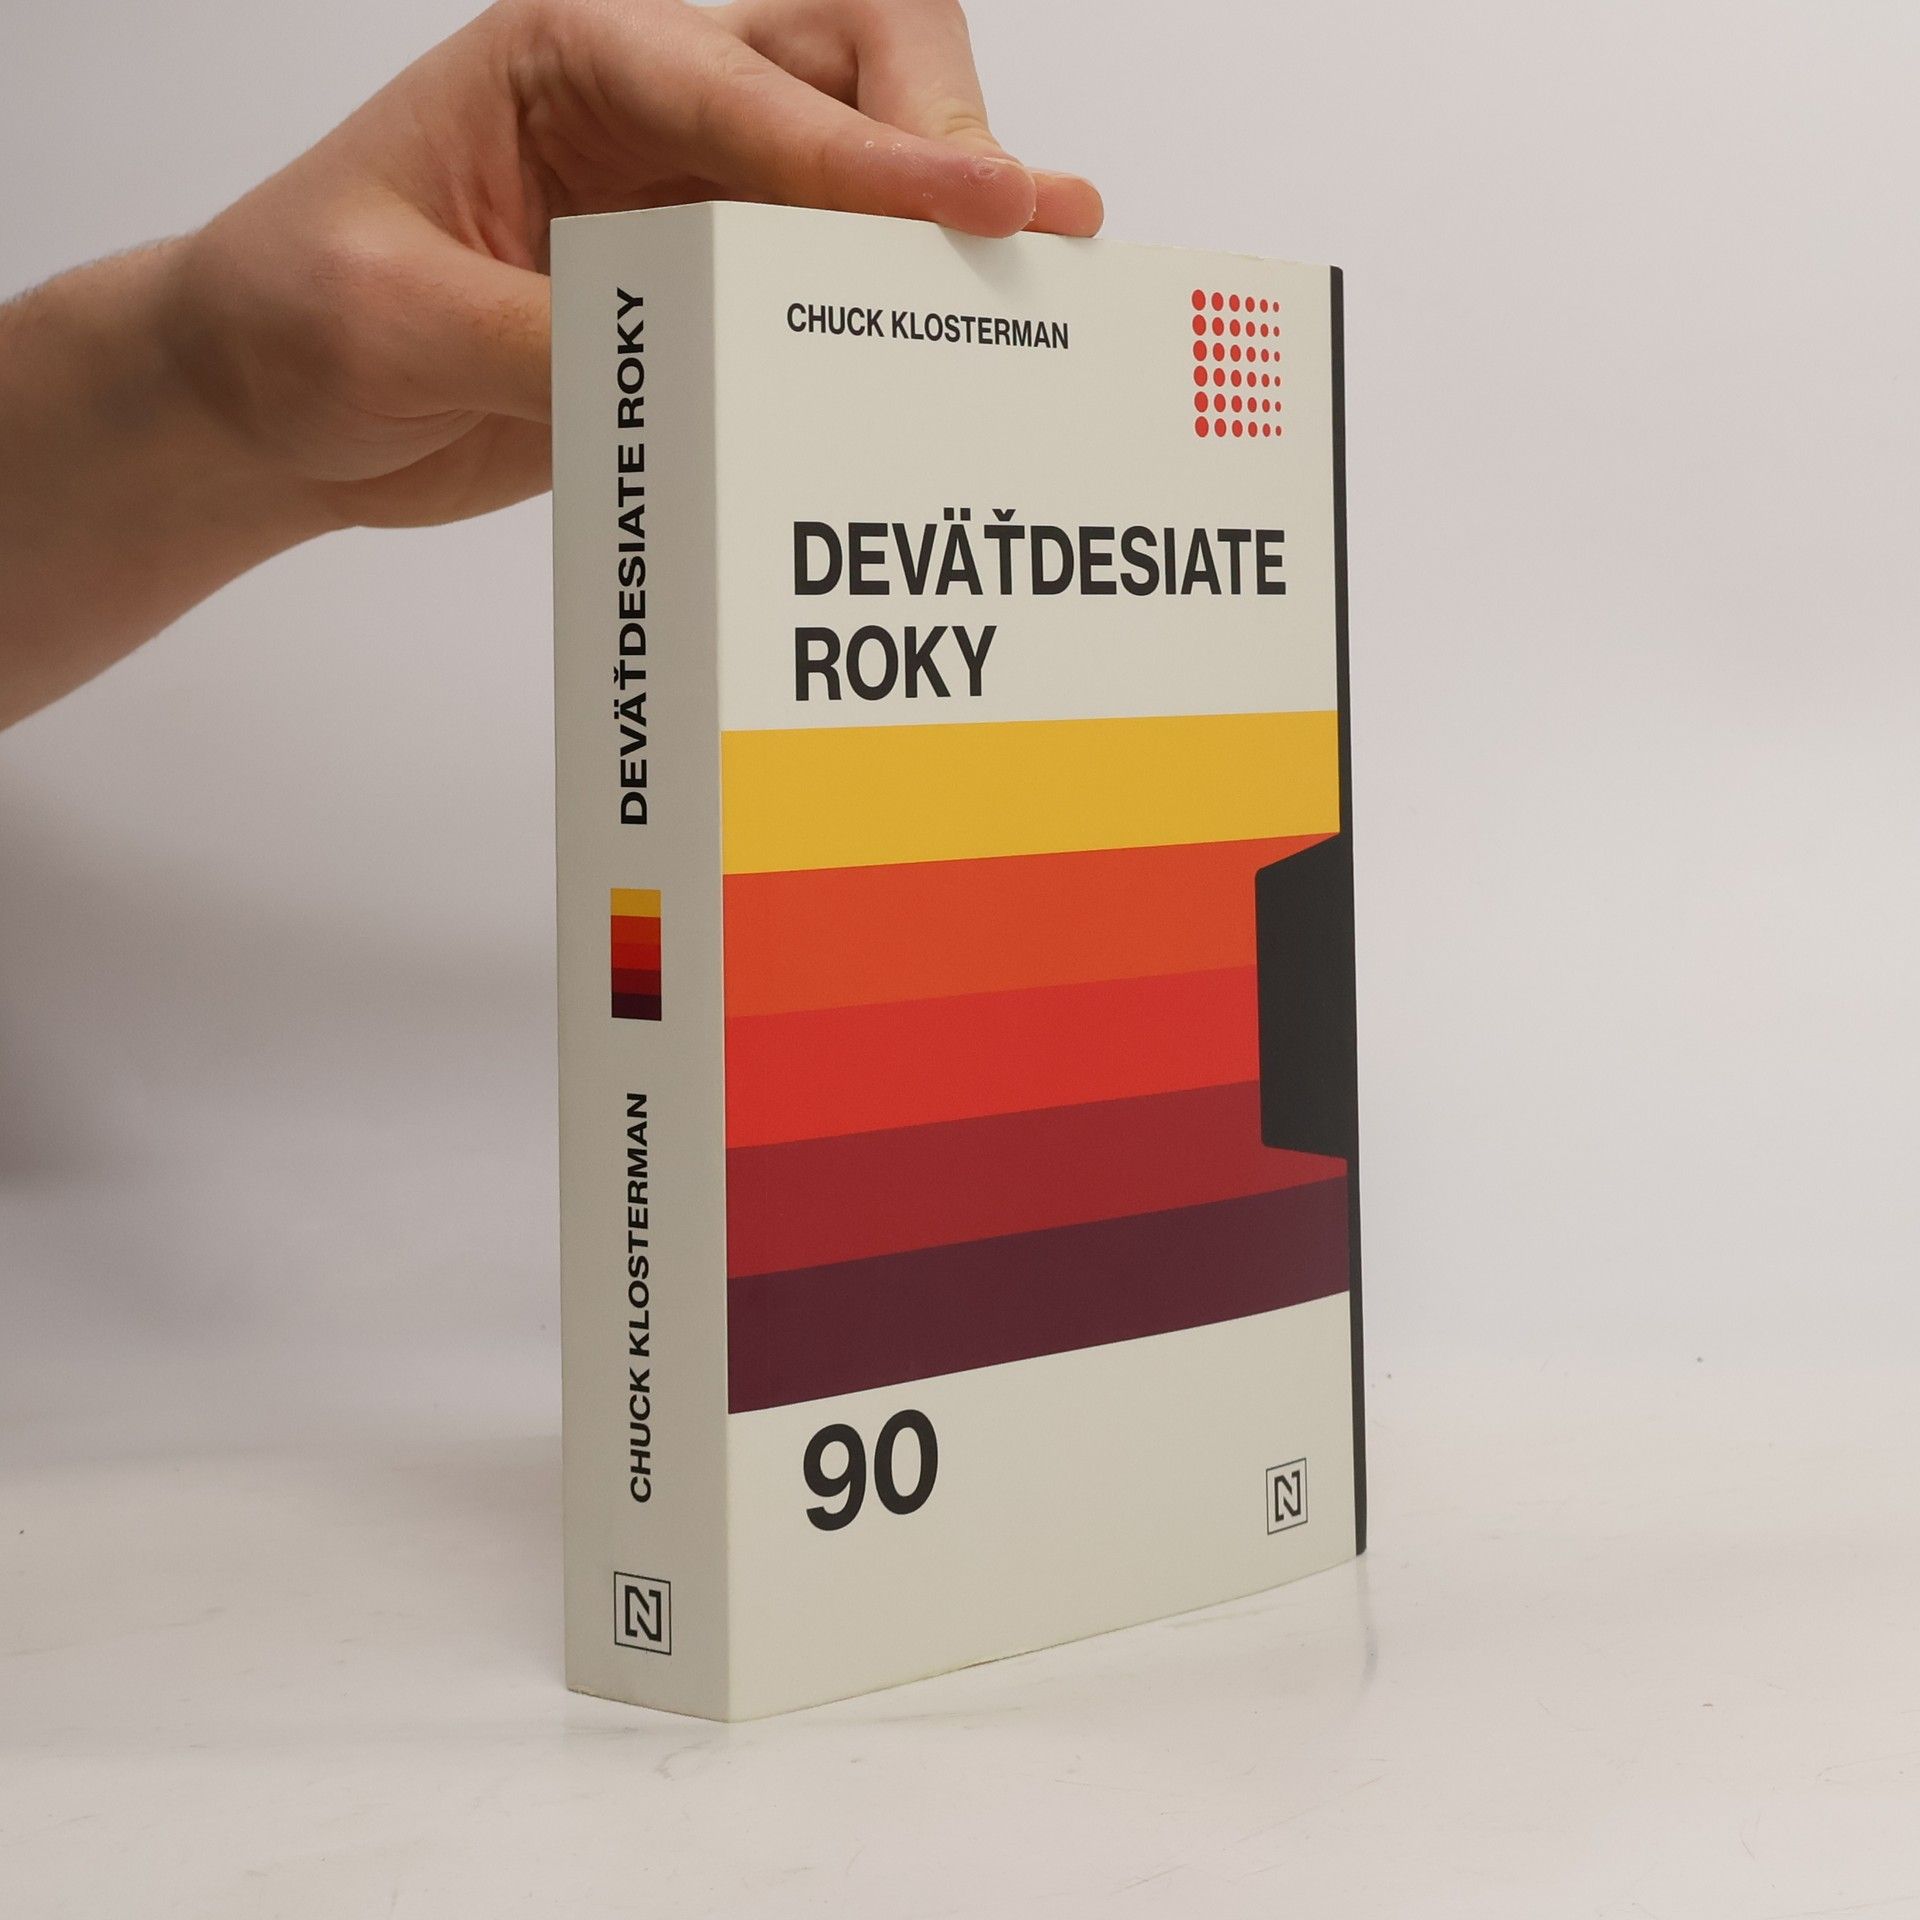 DEVÄŤDESIATE ROKY
CHUCK KLOSTERMAN
N
CHUCK KLOSTERMAN
DEVÄŤDESIATE
ROKY
90
N